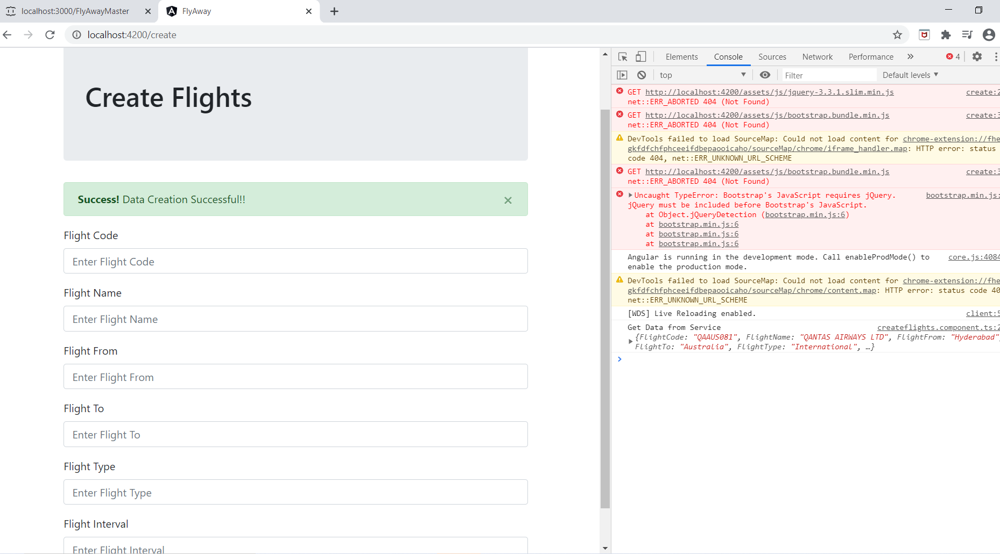 localhost:3000/FlyAwayMaster
FlyAway
localhost:4200/create
Create Flights
Success! Data Creation Successful!!
Flight Code
Enter Flight Code
Flight Name
Enter Flight Name
Flight From
Enter Flight From
Flight To
Enter Flight To
Flight Type
Enter Flight Type
Flight Interval
Enter Flight Interval
Elements Console Sources Network Performance » 4
top Filter Default levels
GET http://localhost:4200/assets/js/jquery-3.3.1.slim.min.js create:2
net::ERR_ABORTED 404 (Not Found)
GET http://localhost:4200/assets/js/bootstrap.bundle.min.js create:3
net::ERR_ABORTED 404 (Not Found)
DevTools failed to load SourceMap: Could not load content for chrome-extension://fhe
gkfdfchfphceeifdbepaooicaho/sourceMap/chrome/iframe_handler.map: HTTP error: status
code 404, net::ERR_UNKNOWN_URL_SCHEME
GET http://localhost:4200/assets/js/bootstrap.bundle.min.js create:3
net::ERR_ABORTED 404 (Not Found)
Uncaught TypeError: Bootstrap's JavaScript requires jQuery. bootstrap.min.js:
jQuery must be included before Bootstrap's JavaScript.
at Object.jQueryDetection (bootstrap.min.js:6)
at bootstrap.min.js:6
at bootstrap.min.js:6
at bootstrap.min.js:6
Angular is running in the development mode. Call enableProdMode() to core.js:4084
enable the production mode.
DevTools failed to load SourceMap: Could not load content for chrome-extension://fhe
gkfdfchfphceeifdbepaooicaho/sourceMap/chrome/content.map: HTTP error: status code 40
net::ERR_UNKNOWN_URL_SCHEME
[WDS] Live Reloading enabled. client:5
Get Data from Service createflights.component.ts:2
{FlightCode: "QAAUS081", FlightName: "QANTAS AIRWAYS LTD", FlightFrom: "Hyderabad",
FlightTo: "Australia", FlightType: "International", …}